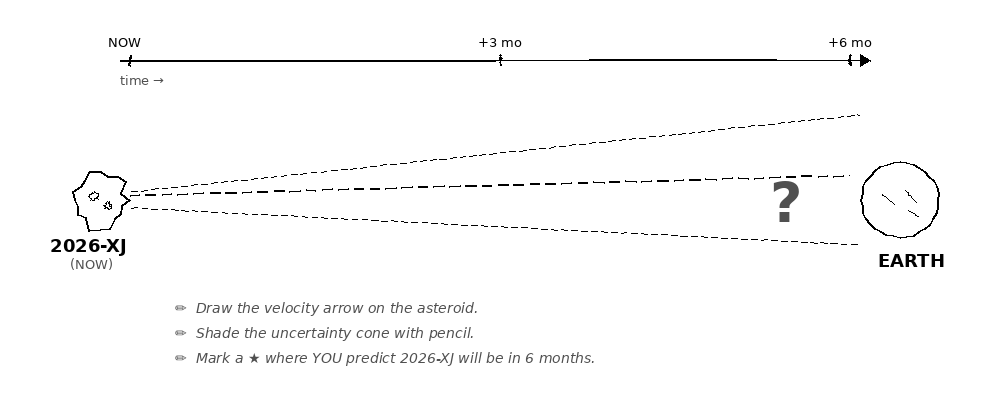 NOW +3 mo +6 mo
time →
?
2026-XJ
(NOW)
EARTH
✏ Draw the velocity arrow on the asteroid.
✏ Shade the uncertainty cone with pencil.
✏ Mark a ★ where YOU predict 2026-XJ will be in 6 months.